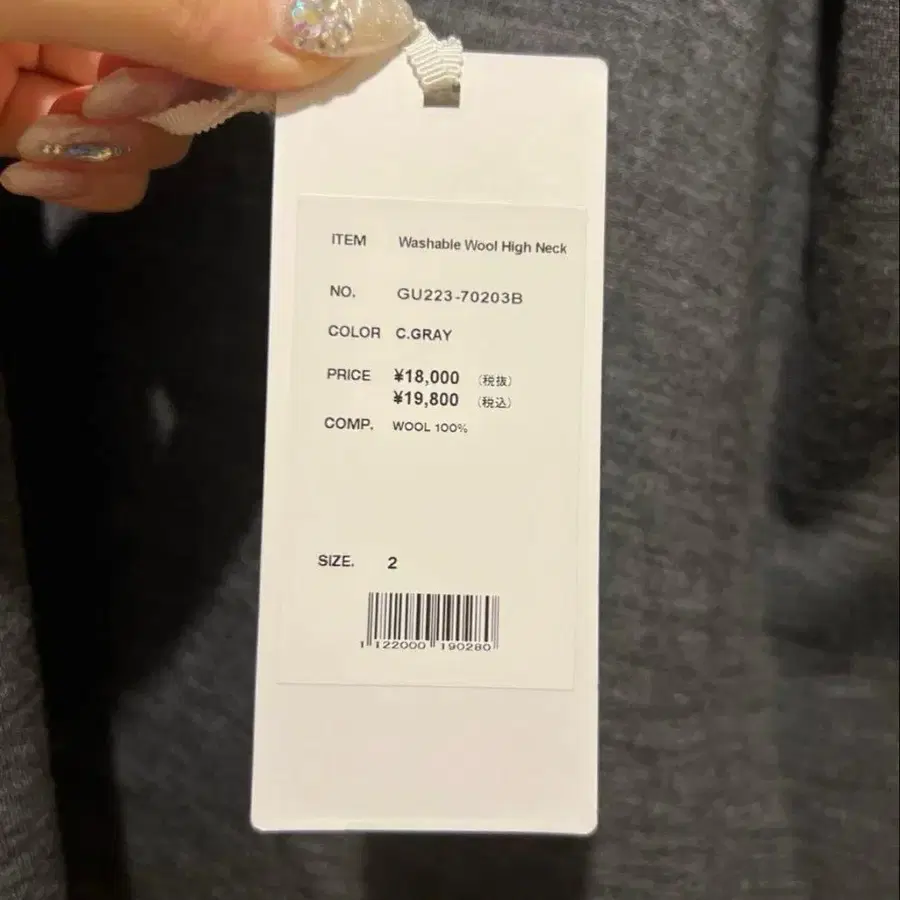 ITEM Washable Wool High Neck
NO. GU223-70203B
COLOR C.GRAY
PRICE ¥18,000 (税抜)
¥19,800 (税込)
COMP. WOOL 100%
SIZE. 2
1 122000 190280